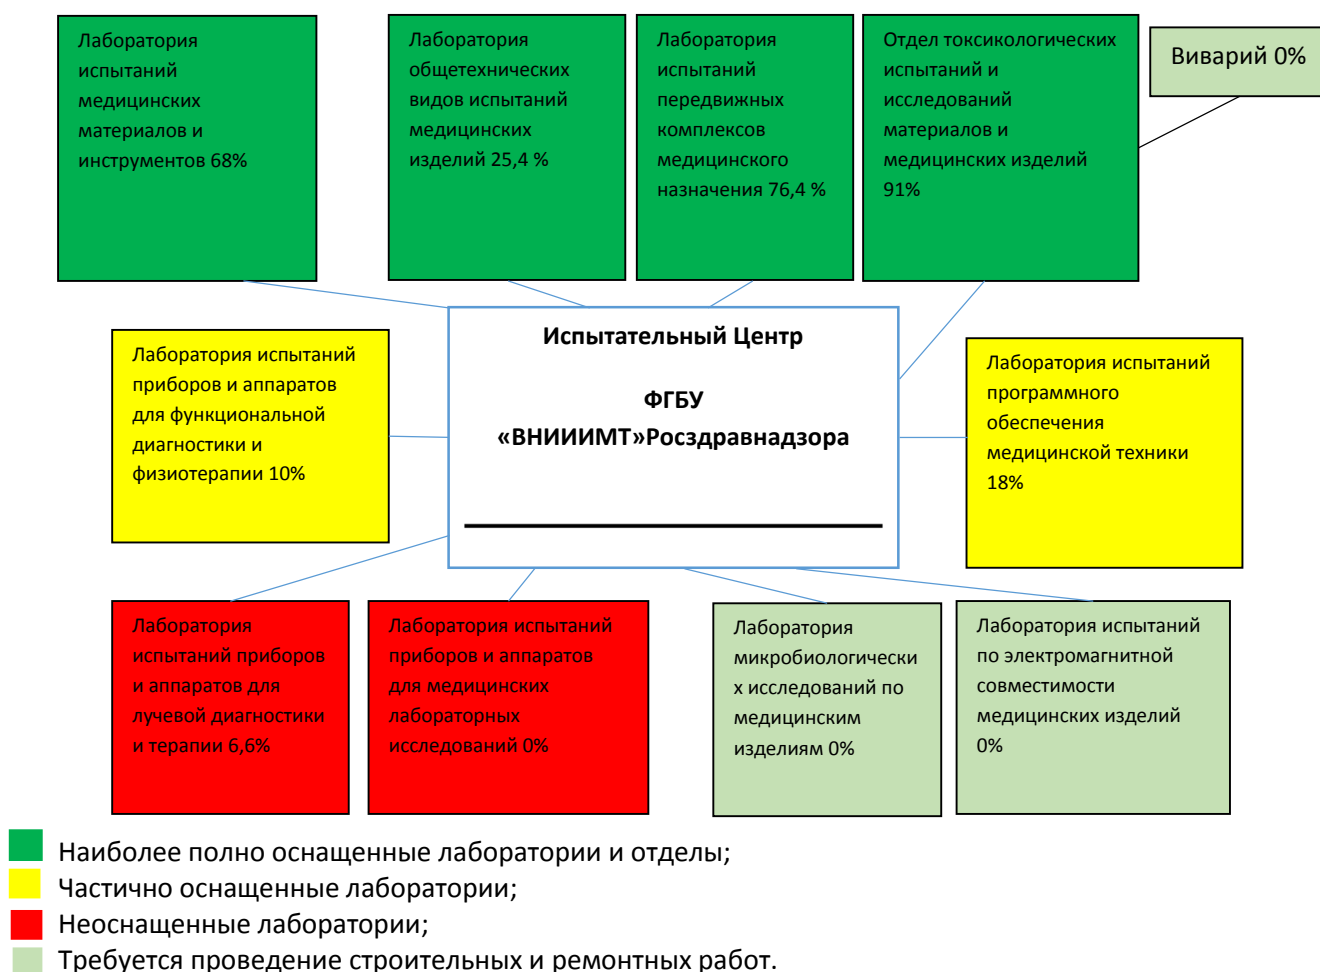 Лаборатория
испытаний
медицинских
материалов и
инструментов 68%
Лаборатория
общетехнических
видов испытаний
медицинских
изделий 25,4 %
Лаборатория
испытаний
передвижных
комплексов
медицинского
назначения 76,4 %
Отдел токсикологических
испытаний и
исследований
материалов и
медицинских изделий
91%
Виварий 0%
Лаборатория испытаний
приборов и аппаратов
для функциональной
диагностики и
физиотерапии 10%
Испытательный Центр
ФГБУ
«ВНИИИМТ»Росздравнадзора
Лаборатория испытаний
программного
обеспечения
медицинской техники
18%
Лаборатория
испытаний приборов
и аппаратов для
лучевой диагностики
и терапии 6,6%
Лаборатория испытаний
приборов и аппаратов
для медицинских
лабораторных
исследований 0%
Лаборатория
микробиологически
х исследований по
медицинским
изделиям 0%
Лаборатория испытаний
по электромагнитной
совместимости
медицинских изделий
0%
Наиболее полно оснащенные лаборатории и отделы;
Частично оснащенные лаборатории;
Неоснащенные лаборатории;
Требуется проведение строительных и ремонтных работ.